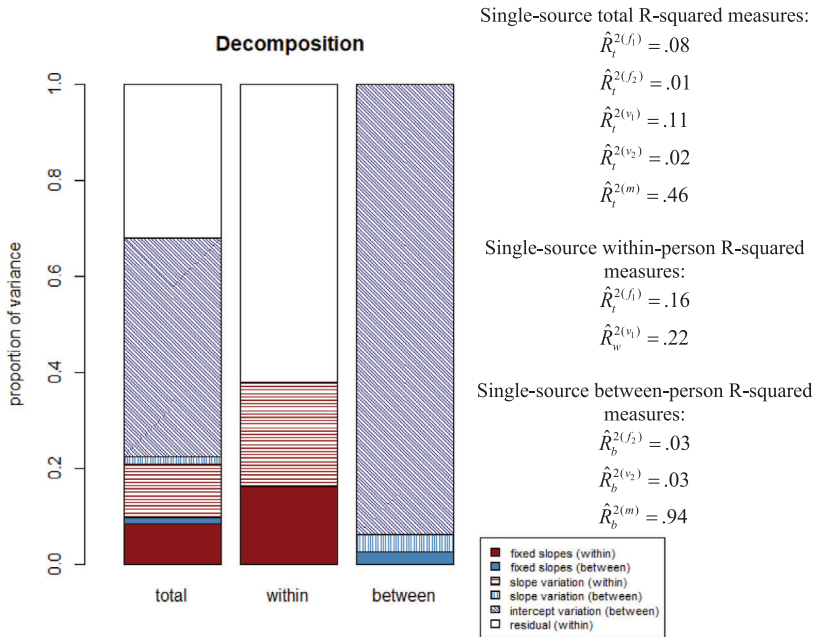 Decomposition
proportion of variance
1.0
0.8
0.6
0.4
0.2
0.0
total within between
Single-source total R-squared measures:
R̂ₜ²⁽ᶠ¹⁾ = .08
R̂ₜ²⁽ᶠ²⁾ = .01
R̂ₜ²⁽ᵛ¹⁾ = .11
R̂ₜ²⁽ᵛ²⁾ = .02
R̂ₜ²⁽ᵐ⁾ = .46
Single-source within-person R-squared
measures:
R̂ₜ²⁽ᶠ¹⁾ = .16
R̂_w²⁽ᵛ¹⁾ = .22
Single-source between-person R-squared
measures:
R̂_b²⁽ᶠ²⁾ = .03
R̂_b²⁽ᵛ²⁾ = .03
R̂_b²⁽ᵐ⁾ = .94
fixed slopes (within)
fixed slopes (between)
slope variation (within)
slope variation (between)
intercept variation (between)
residual (within)